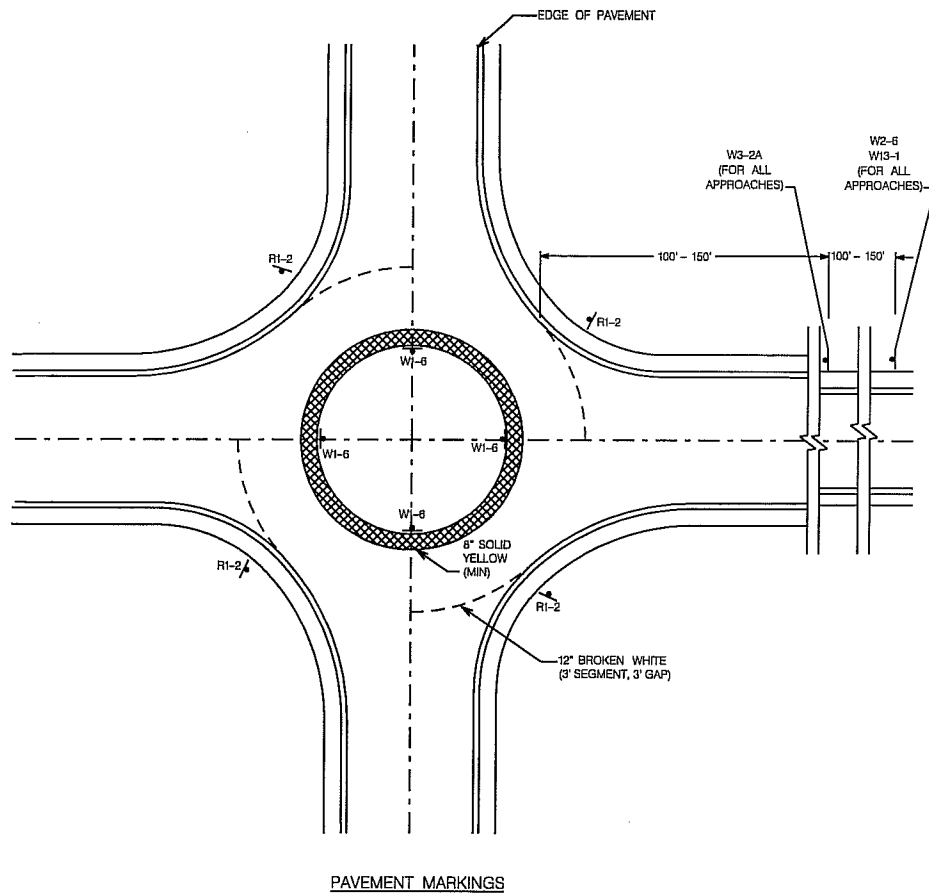 EDGE OF PAVEMENT
W3-2A
(FOR ALL
APPROACHES)
W2-6
W13-1
(FOR ALL
APPROACHES)
R1-2
100' - 150'
100' - 150'
R1-2
W1-6
W1-6
W1-6
W1-6
8" SOLID
YELLOW
(MIN)
R1-2
R1-2
12" BROKEN WHITE
(3' SEGMENT, 3' GAP)
PAVEMENT MARKINGS